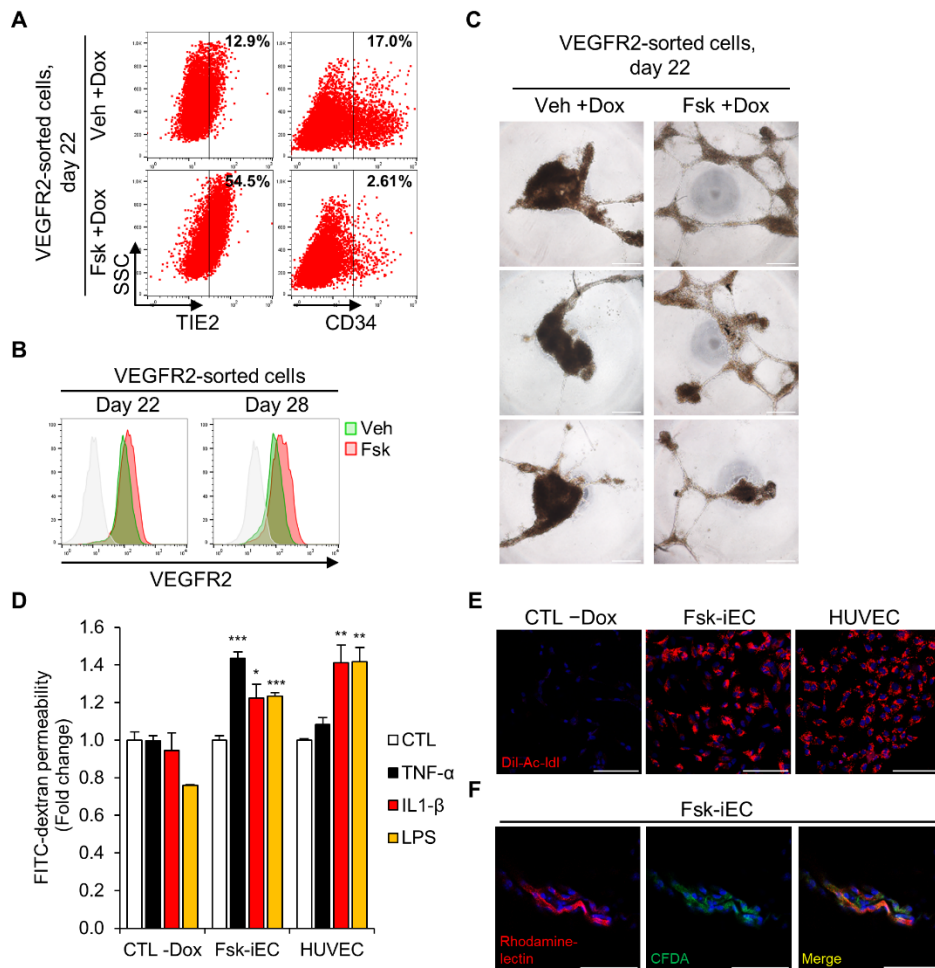 A
VEGFR2-sorted cells,
day 22
Veh +Dox
Fsk +Dox
12.9%
17.0%
54.5%
2.61%
SSC
TIE2
CD34
B
VEGFR2-sorted cells
Day 22
Day 28
Veh
Fsk
VEGFR2
C
VEGFR2-sorted cells,
day 22
Veh +Dox
Fsk +Dox
D
FITC-dextran permeability
(Fold change)
1.6
1.4
1.2
1.0
0.8
0.6
0.4
0.2
0.0
***
*
***
**
**
CTL
TNF-α
IL1-β
LPS
CTL -Dox
Fsk-iEC
HUVEC
E
CTL −Dox
Fsk-iEC
HUVEC
Dil-Ac-ldl
F
Fsk-iEC
Rhodamine-
lectin
CFDA
Merge